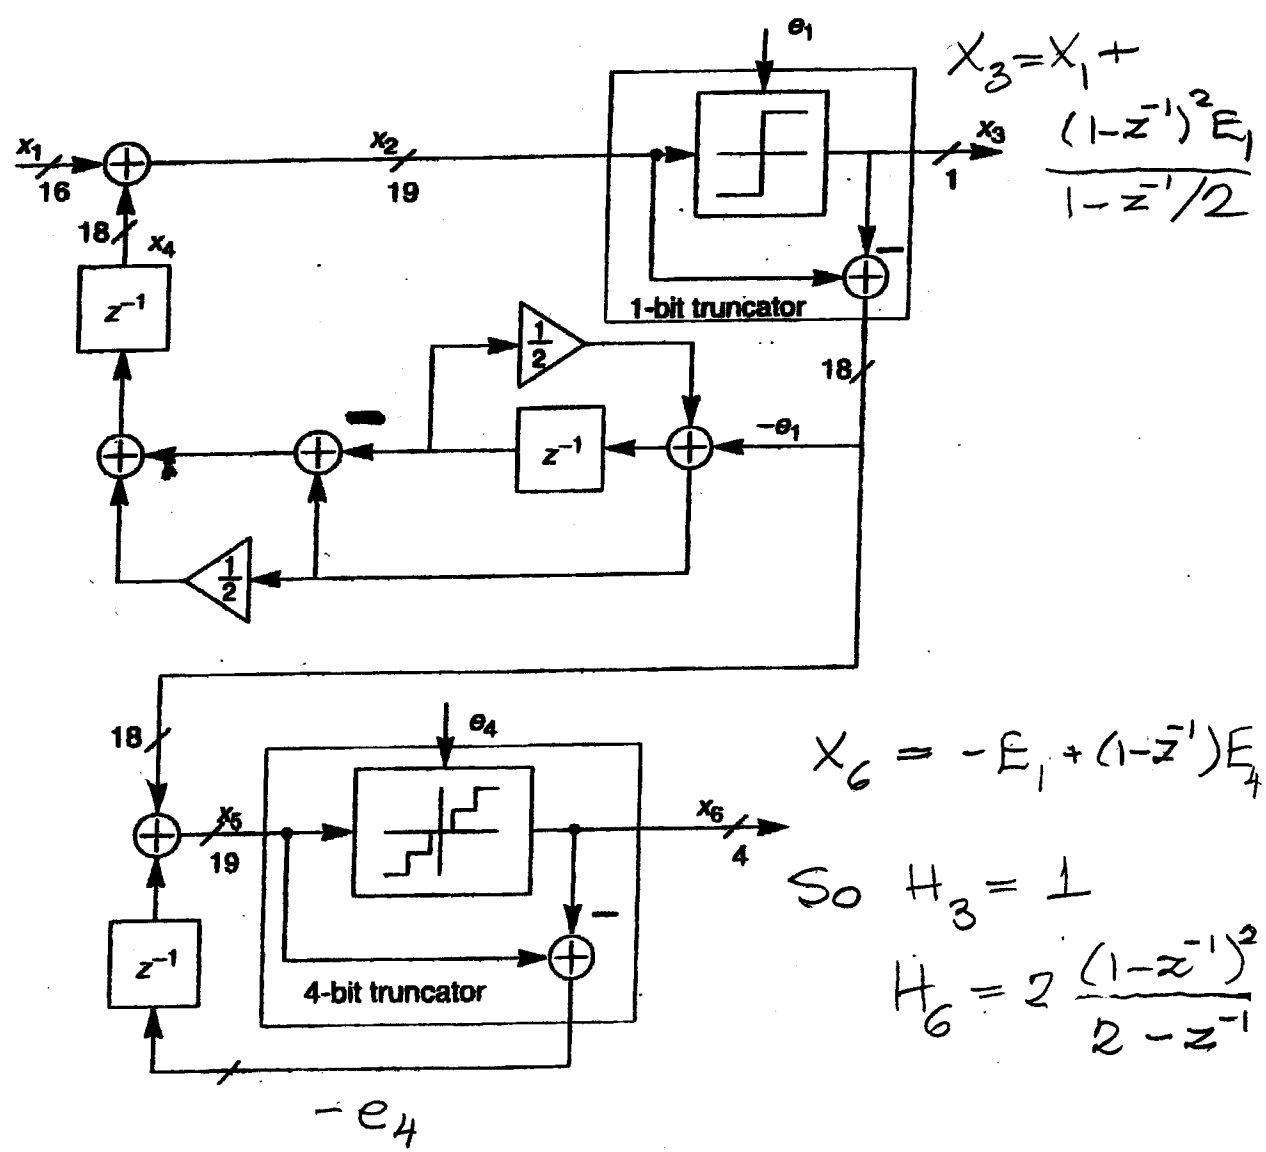 e₁
X₃=X₁+
(1-z⁻¹)²E₁
1-z⁻¹/2
x₁
16
x₂
19
x₃
1
18
x₄
z⁻¹
1-bit truncator
1
2
18
z⁻¹
-e₁
1
2
18
e₄
X₆ = -E₁+(1-z⁻¹)E₄
x₅
19
x₆
4
So H₃ = 1
z⁻¹
4-bit truncator
H₆ = 2 (1-z⁻¹)²
2-z⁻¹
-e₄